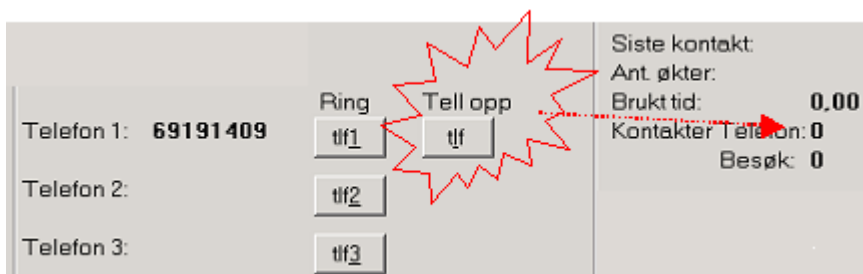 Siste kontakt:
Ant. økter:
Ring Tell opp Brukt tid: 0,00
Telefon 1: 69191409 tlf1 tlf Kontakter Telefon: 0
Besøk: 0
Telefon 2: tlf2
Telefon 3: tlf3